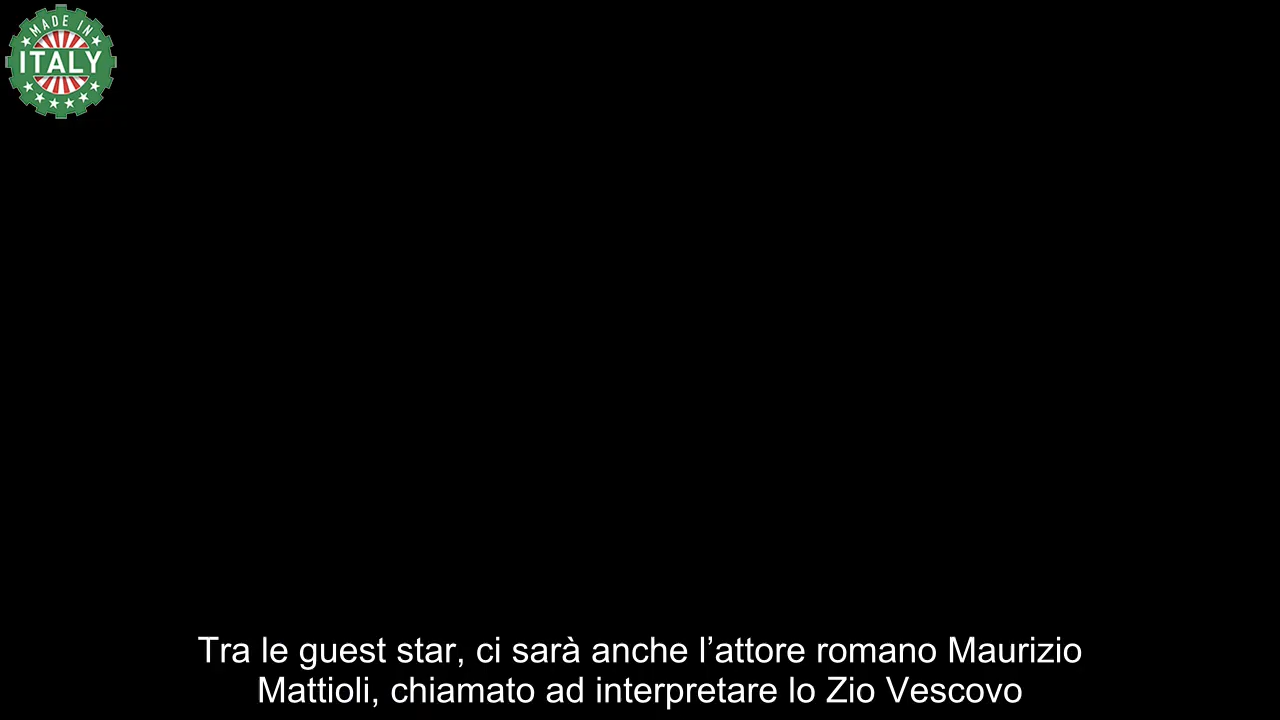 MADE IN
ITALY
Tra le guest star, ci sarà anche l’attore romano Maurizio
Mattioli, chiamato ad interpretare lo Zio Vescovo